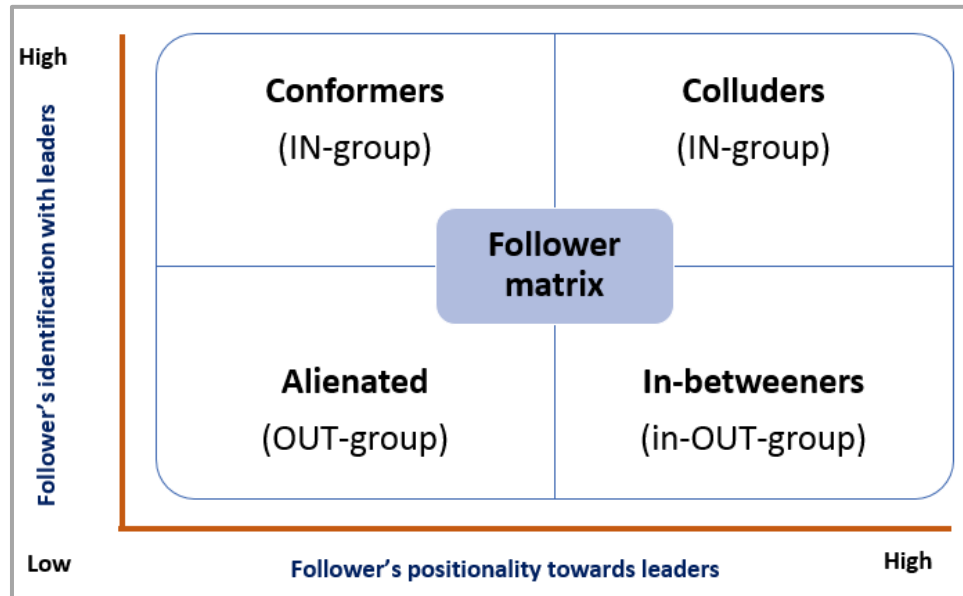 High
Follower's identification with leaders
Conformers
(IN-group)
Colluders
(IN-group)
Follower
matrix
Alienated
(OUT-group)
In-betweeners
(in-OUT-group)
Low
Follower's positionality towards leaders
High